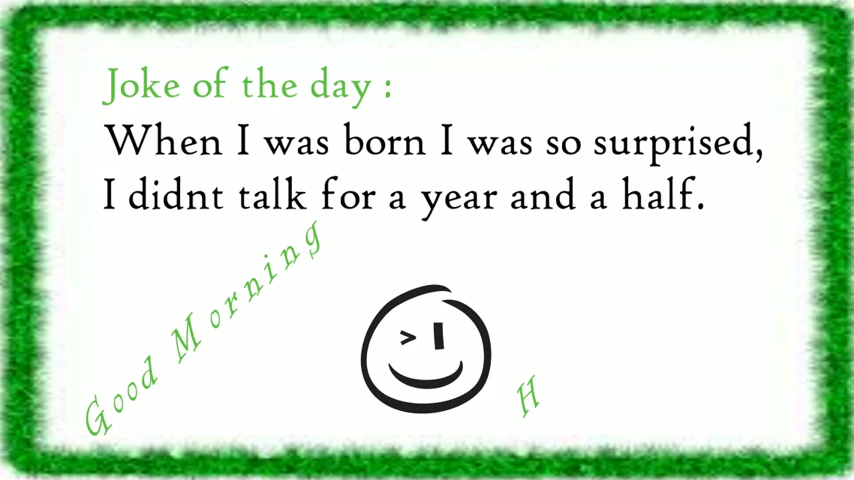 Joke of the day :
When I was born I was so surprised,
I didnt talk for a year and a half.
Good Morning
H